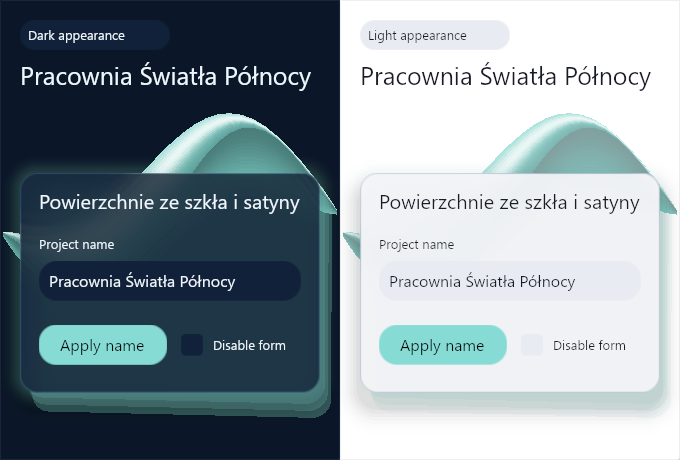 Dark appearance
Pracownia Światła Północy
Powierzchnie ze szkła i satyny
Project name
Pracownia Światła Północy
Apply name
Disable form
Light appearance
Pracownia Światła Północy
Powierzchnie ze szkła i satyny
Project name
Pracownia Światła Północy
Apply name
Disable form